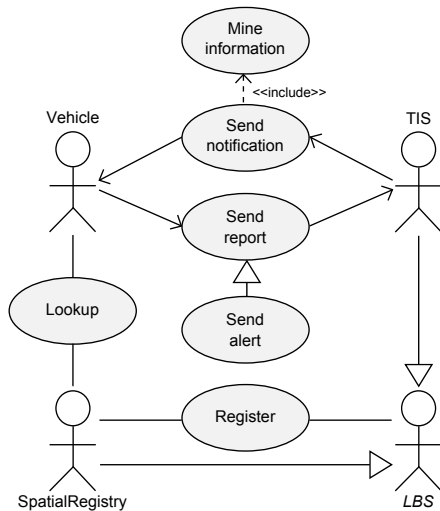 Mine
information
<<include>>
Vehicle
Send
notification
TIS
Send
report
Lookup
Send
alert
Register
SpatialRegistry
LBS